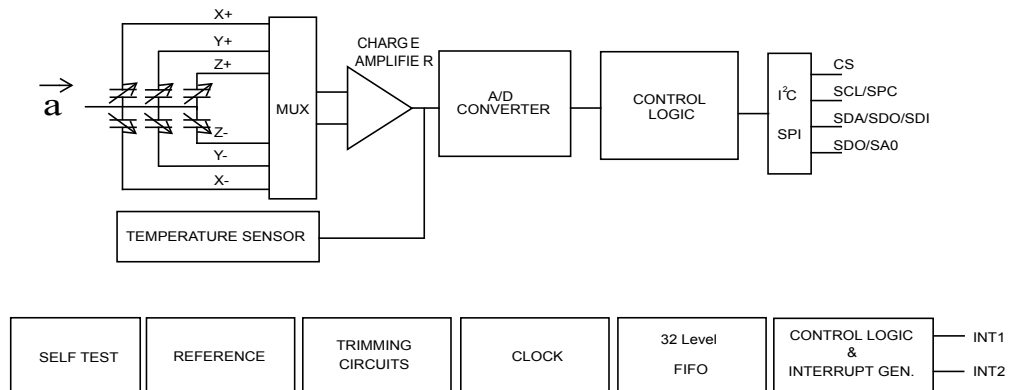 X+
Y+
Z+
Z-
Y-
X-
a
MUX
CHARGE
AMPLIFIER
A/D
CONVERTER
CONTROL
LOGIC
I²C
SPI
CS
SCL/SPC
SDA/SDO/SDI
SDO/SA0
TEMPERATURE SENSOR
SELF TEST
REFERENCE
TRIMMING
CIRCUITS
CLOCK
32 Level
FIFO
CONTROL LOGIC
&
INTERRUPT GEN.
INT1
INT2